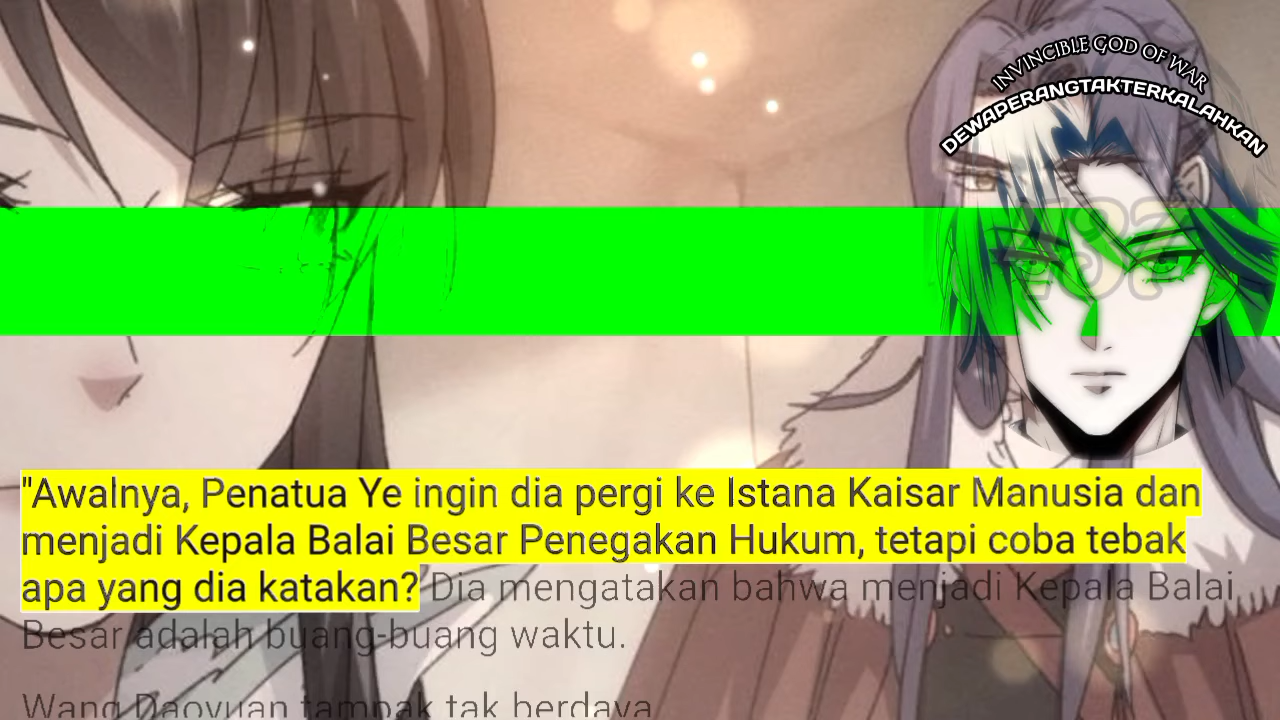 INVINCIBLE GOD OF WAR
DEWAPERANGTAKTERKALAHKAN
"Awalnya, Penatua Ye ingin dia pergi ke Istana Kaisar Manusia dan
menjadi Kepala Balai Besar Penegakan Hukum, tetapi coba tebak
apa yang dia katakan? Dia mengatakan bahwa menjadi Kepala Balai
Besar adalah buang-buang waktu.
Wang Daoyuan tampak tak berdaya